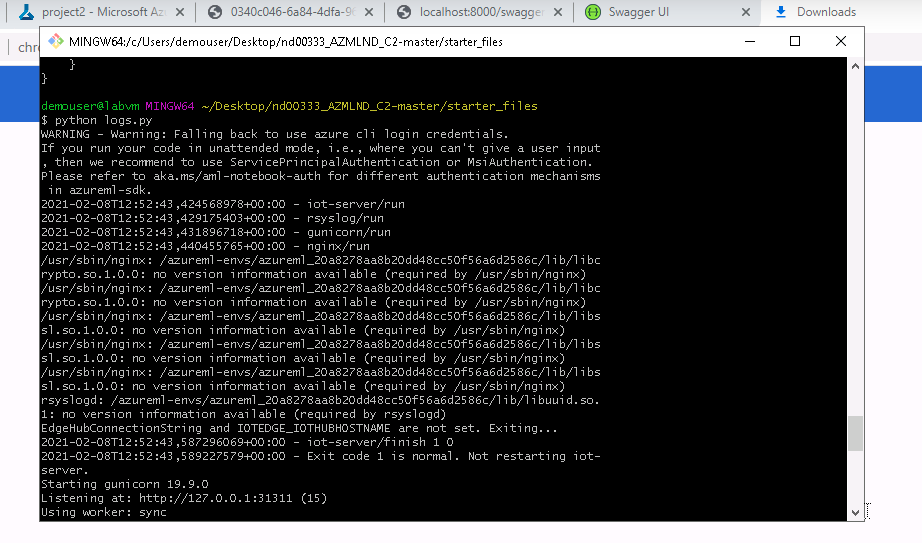 project2 - Microsoft Az
0340c046-6a84-4dfa-96
localhost:8000/swagger
Swagger UI
Downloads
chr
MINGW64:/c/Users/demouser/Desktop/nd00333_AZMLND_C2-master/starter_files
}
}
demouser@labvm MINGW64 ~/Desktop/nd00333_AZMLND_C2-master/starter_files
$ python logs.py
WARNING - Warning: Falling back to use azure cli login credentials.
If you run your code in unattended mode, i.e., where you can't give a user input
, then we recommend to use ServicePrincipalAuthentication or MsiAuthentication.
Please refer to aka.ms/aml-notebook-auth for different authentication mechanisms
in azureml-sdk.
2021-02-08T12:52:43,424568978+00:00 - iot-server/run
2021-02-08T12:52:43,429175403+00:00 - rsyslog/run
2021-02-08T12:52:43,431896718+00:00 - gunicorn/run
2021-02-08T12:52:43,440455765+00:00 - nginx/run
/usr/sbin/nginx: /azureml-envs/azureml_20a8278aa8b20dd48cc50f56a6d2586c/lib/libc
rypto.so.1.0.0: no version information available (required by /usr/sbin/nginx)
/usr/sbin/nginx: /azureml-envs/azureml_20a8278aa8b20dd48cc50f56a6d2586c/lib/libc
rypto.so.1.0.0: no version information available (required by /usr/sbin/nginx)
/usr/sbin/nginx: /azureml-envs/azureml_20a8278aa8b20dd48cc50f56a6d2586c/lib/libs
sl.so.1.0.0: no version information available (required by /usr/sbin/nginx)
/usr/sbin/nginx: /azureml-envs/azureml_20a8278aa8b20dd48cc50f56a6d2586c/lib/libs
sl.so.1.0.0: no version information available (required by /usr/sbin/nginx)
/usr/sbin/nginx: /azureml-envs/azureml_20a8278aa8b20dd48cc50f56a6d2586c/lib/libs
sl.so.1.0.0: no version information available (required by /usr/sbin/nginx)
rsyslogd: /azureml-envs/azureml_20a8278aa8b20dd48cc50f56a6d2586c/lib/libuuid.so.
1: no version information available (required by rsyslogd)
EdgeHubConnectionString and IOTEDGE_IOTHUBHOSTNAME are not set. Exiting...
2021-02-08T12:52:43,587296069+00:00 - iot-server/finish 1 0
2021-02-08T12:52:43,589227579+00:00 - Exit code 1 is normal. Not restarting iot-
server.
Starting gunicorn 19.9.0
Listening at: http://127.0.0.1:31311 (15)
Using worker: sync